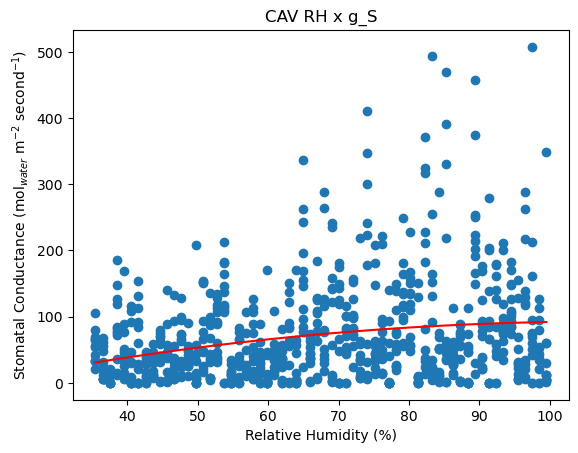 CAV RH x g_S
Stomatal Conductance (mol_water m⁻² second⁻¹)
500
400
300
200
100
0
40 50 60 70 80 90 100
Relative Humidity (%)